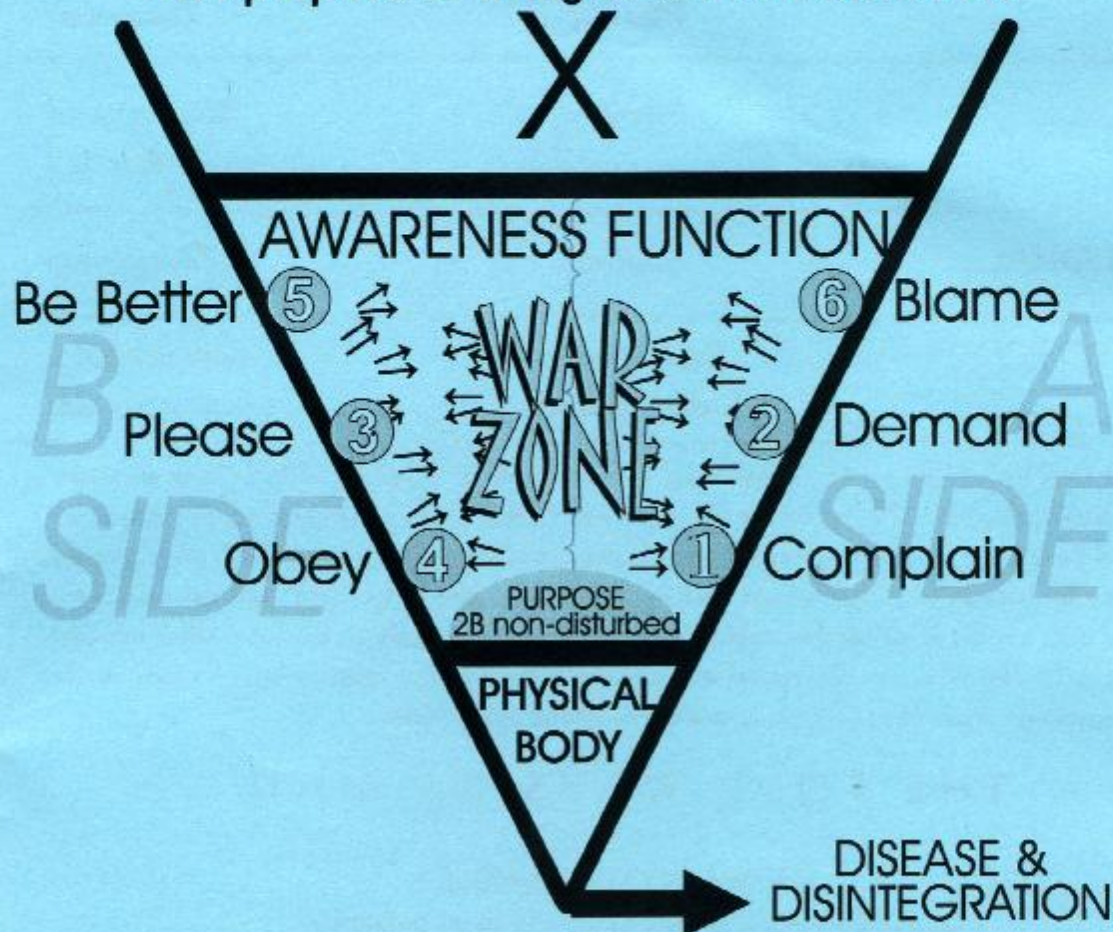 X
AWARENESS FUNCTION
Be Better 5 6 Blame
WAR
ZONE
B
SIDE
A
SIDE
Please 3 2 Demand
Obey 4 1 Complain
PURPOSE
2B non-disturbed
PHYSICAL
BODY
DISEASE &
DISINTEGRATION